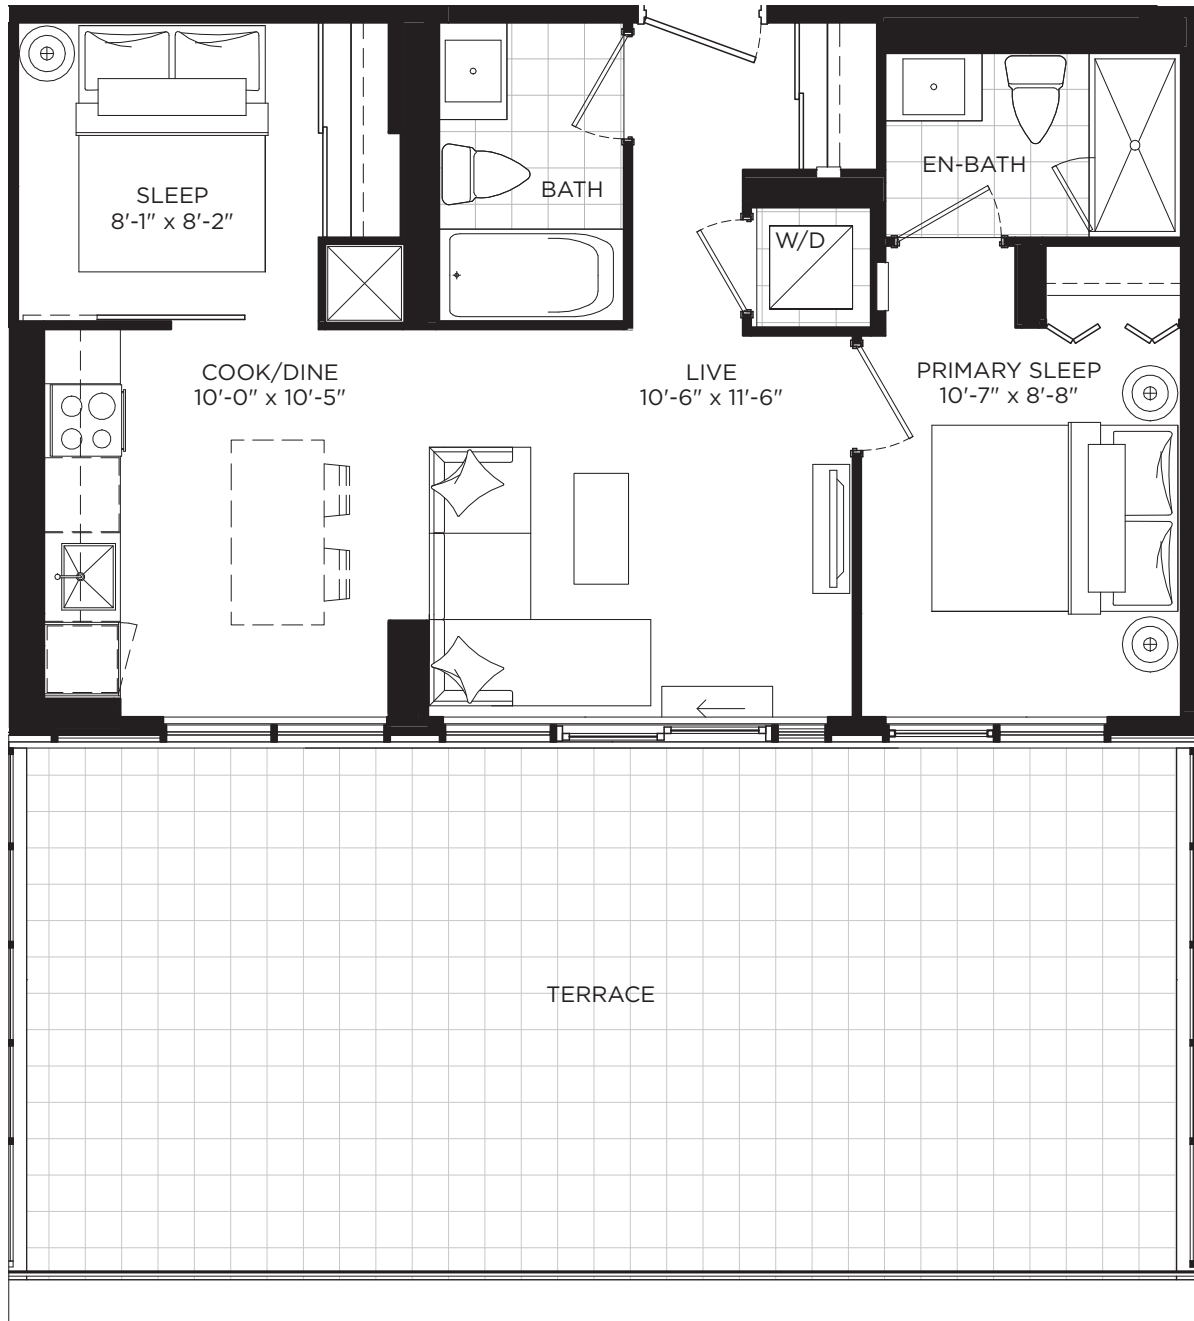 SLEEP
8'-1" x 8'-2"
BATH
EN-BATH
W/D
COOK/DINE
10'-0" x 10'-5"
LIVE
10'-6" x 11'-6"
PRIMARY SLEEP
10'-7" x 8'-8"
TERRACE